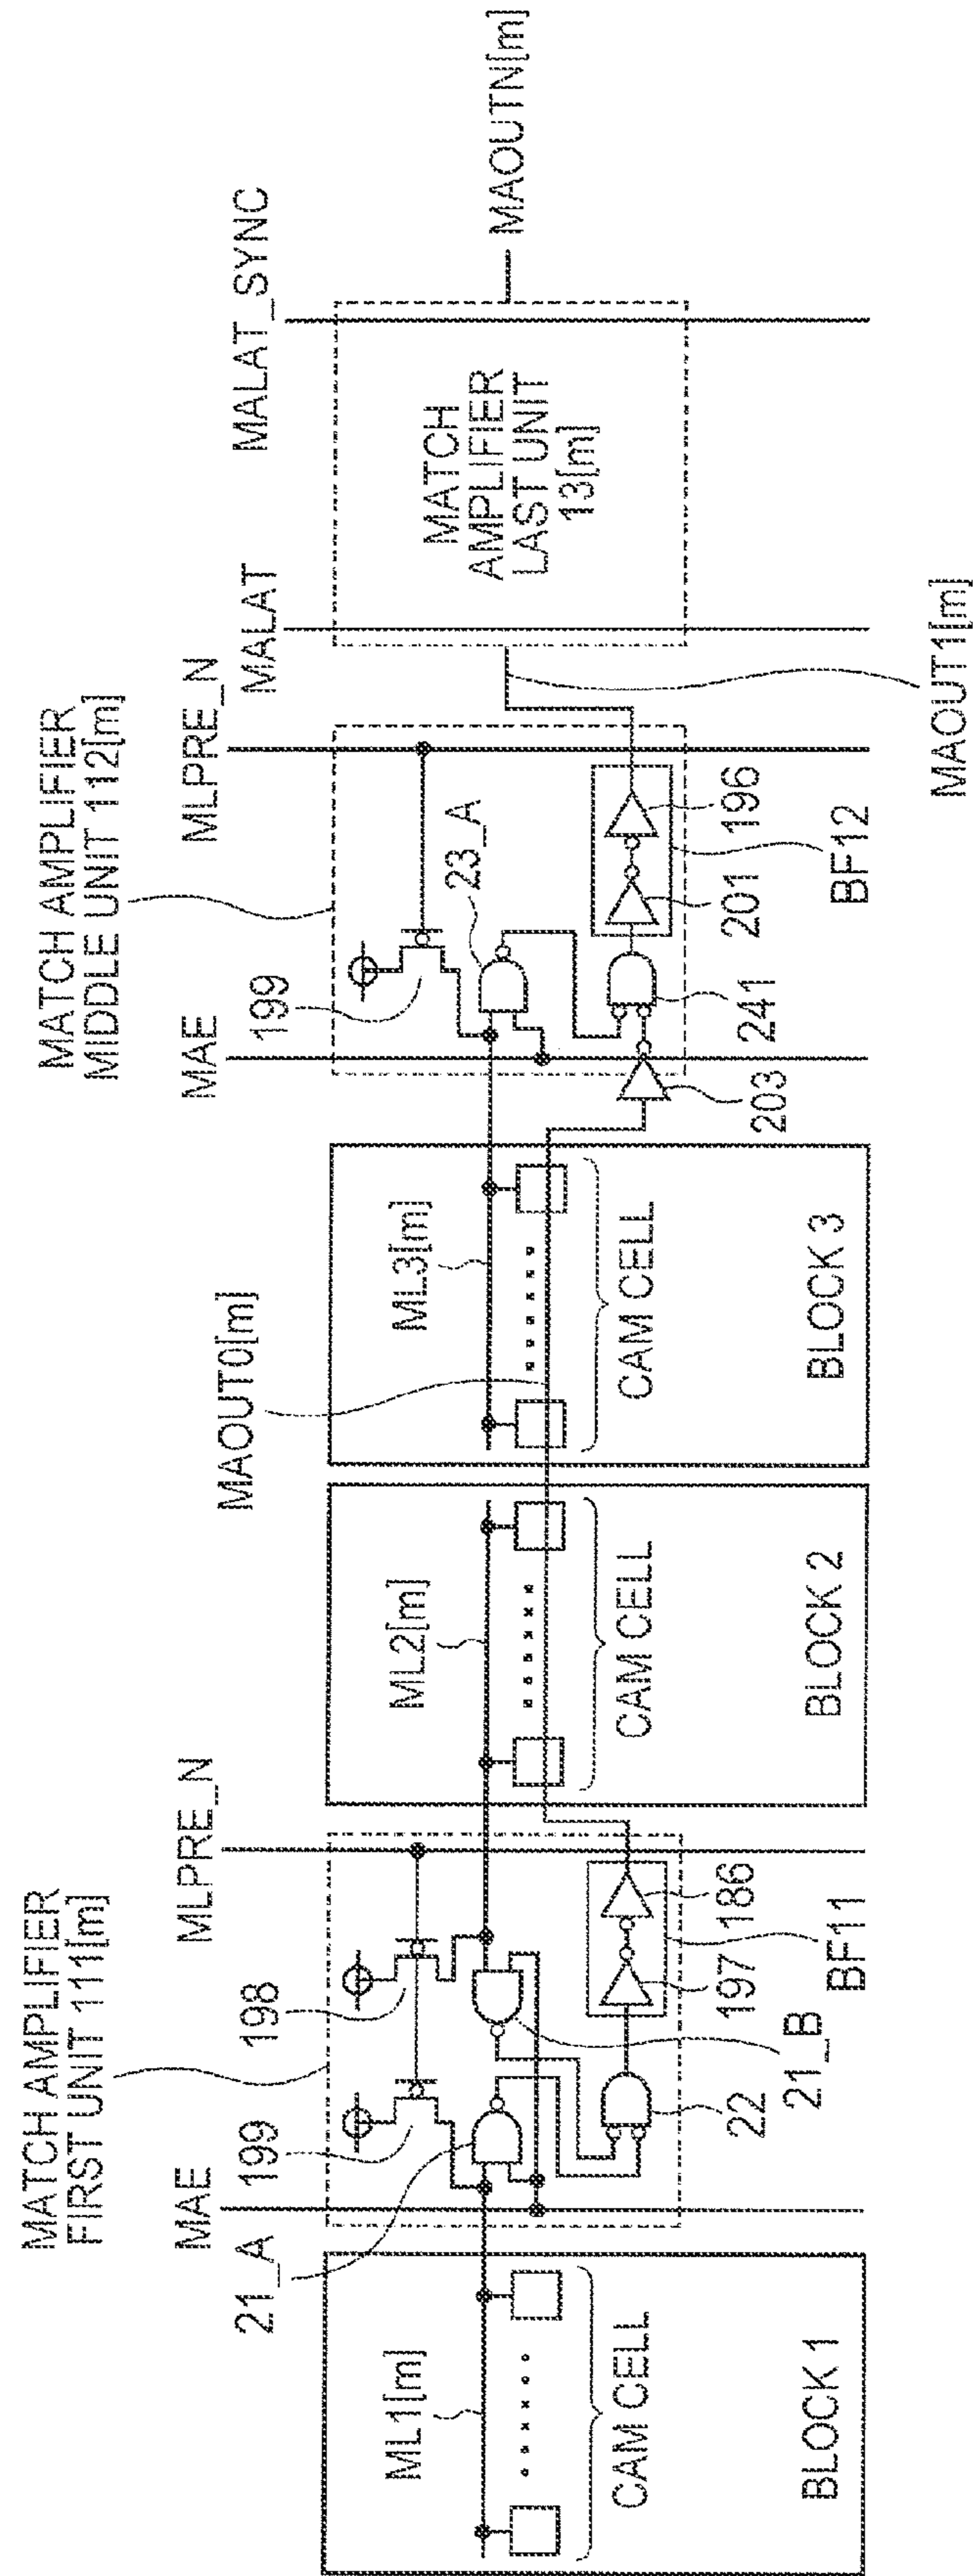 MATCH AMPLIFIER
FIRST UNIT 111[m]
MAE
MLPRE_N
21_A
199
198
ML1[m]
CAM CELL
BLOCK 1
22
21_B
197
186
BF11
MAOUT0[m]
ML2[m]
CAM CELL
BLOCK 2
ML3[m]
CAM CELL
BLOCK 3
MATCH AMPLIFIER
MIDDLE UNIT 112[m]
MAE
MLPRE_N
199
23_A
203
241
201
196
BF12
MAOUT1[m]
MALAT
MALAT_SYNC
MATCH
AMPLIFIER
LAST UNIT
13[m]
MAOUTN[m]